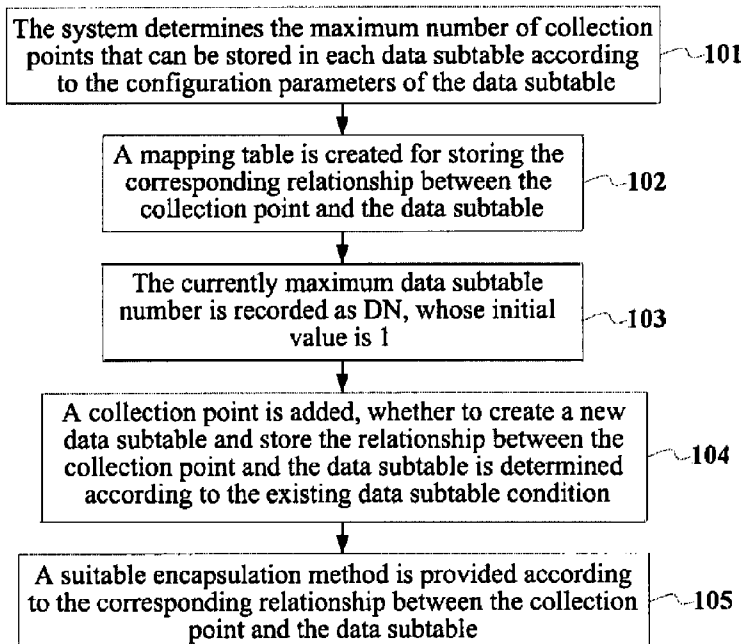 The system determines the maximum number of collection
points that can be stored in each data subtable according
to the configuration parameters of the data subtable
101
A mapping table is created for storing the
corresponding relationship between the
collection point and the data subtable
102
The currently maximum data subtable
number is recorded as DN, whose initial
value is 1
103
A collection point is added, whether to create a new
data subtable and store the relationship between the
collection point and the data subtable is determined
according to the existing data subtable condition
104
A suitable encapsulation method is provided according
to the corresponding relationship between the collection
point and the data subtable
105